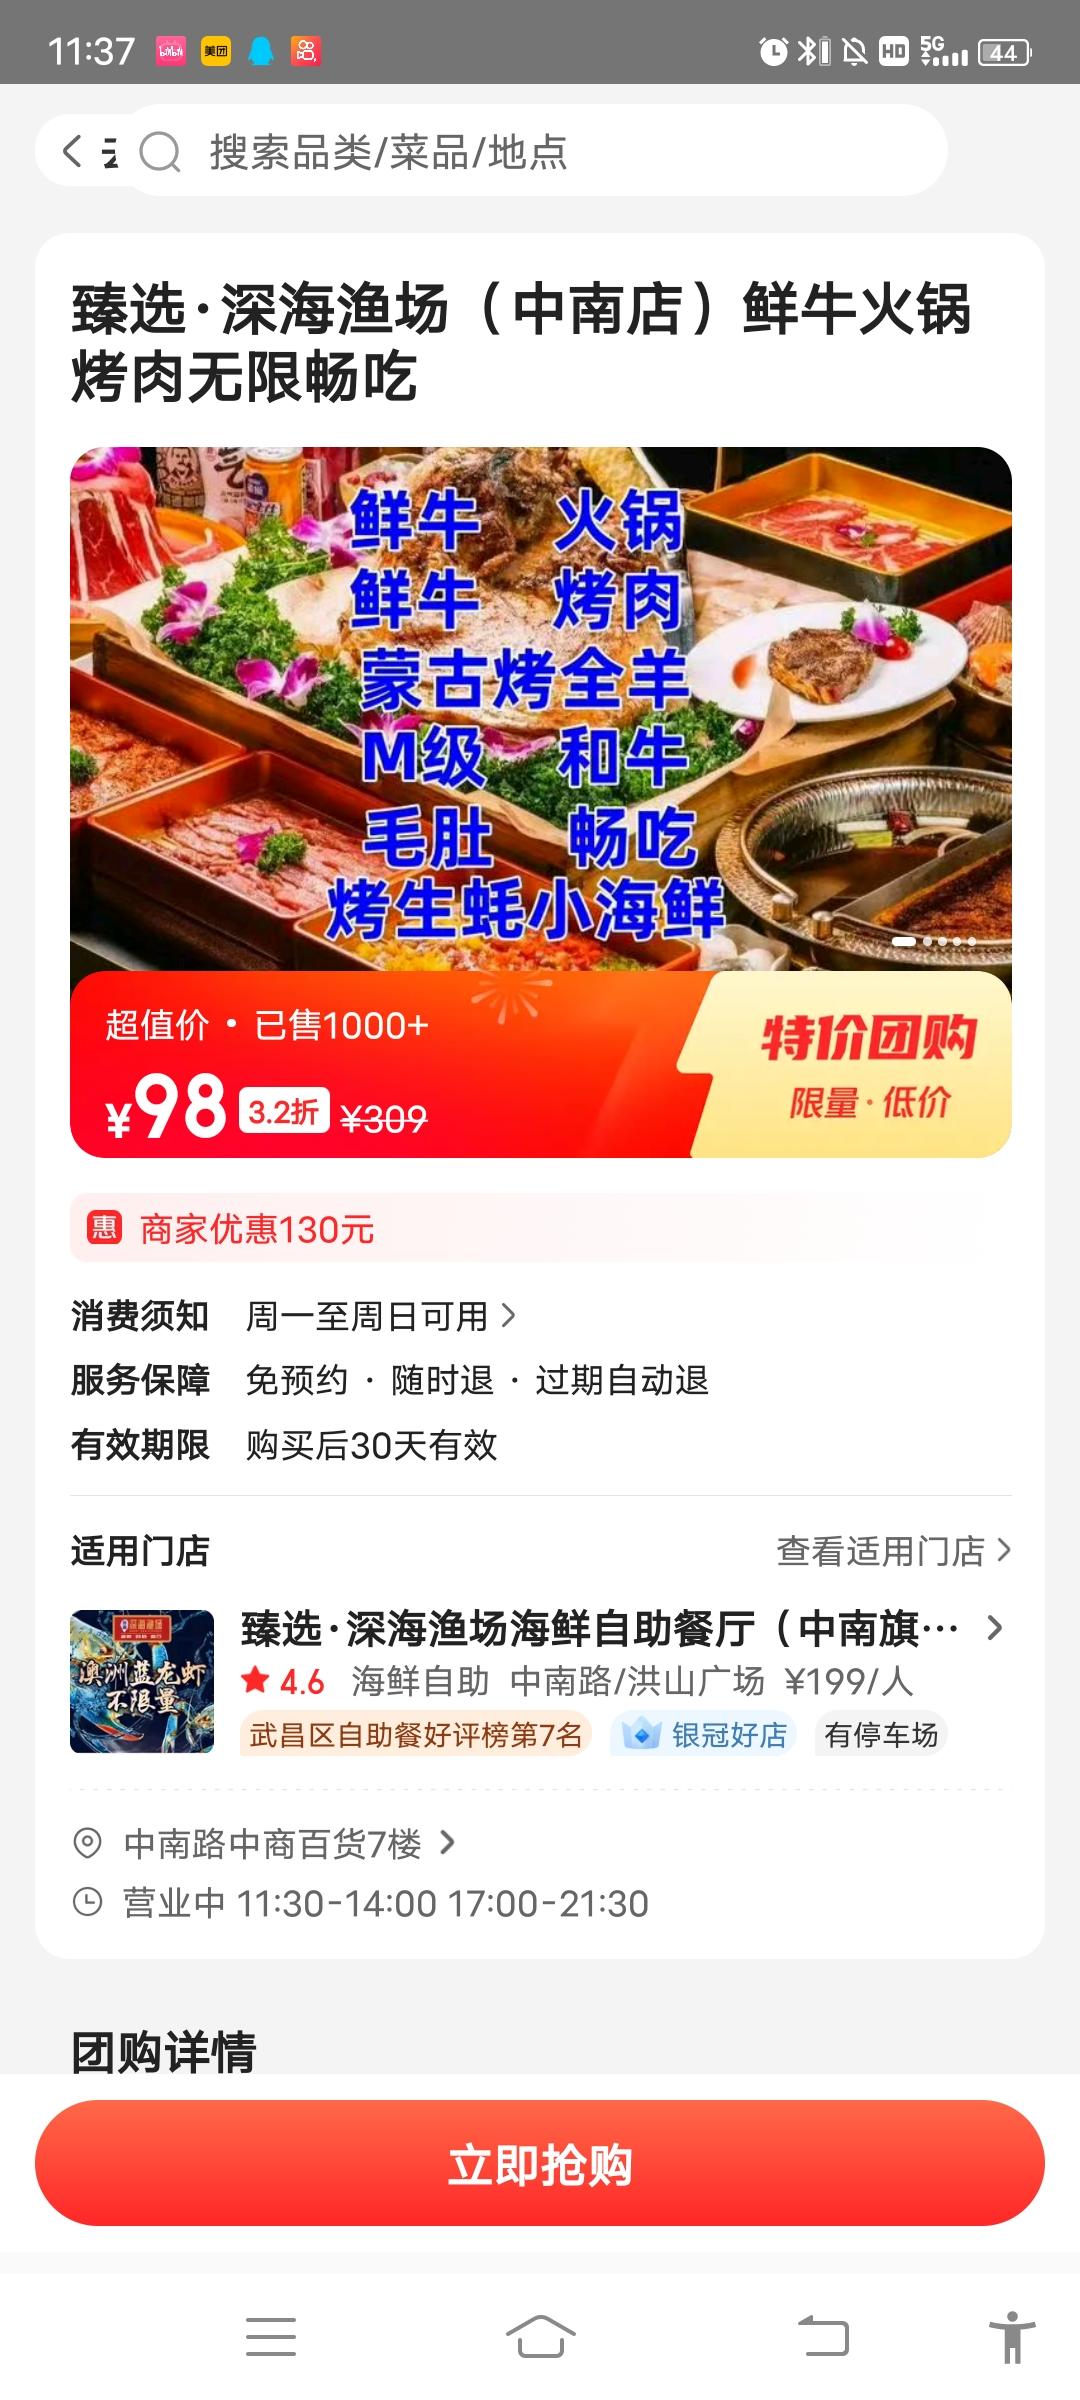 11:37
bilibili
美团
HD
5G
44
搜索品类/菜品/地点
臻选·深海渔场（中南店）鲜牛火锅
烤肉无限畅吃
鲜牛 火锅
鲜牛 烤肉
蒙古烤全羊
M级 和牛
毛肚 畅吃
烤生蚝小海鲜
超值价·已售1000+
特价团购
¥98 3.2折 ¥309
限量·低价
惠 商家优惠130元
消费须知 周一至周日可用
服务保障 免预约 · 随时退 · 过期自动退
有效期限 购买后30天有效
适用门店 查看适用门店
深海渔场
澳洲蓝龙虾
不限量
臻选·深海渔场海鲜自助餐厅（中南旗…
4.6 海鲜自助 中南路/洪山广场 ¥199/人
武昌区自助餐好评榜第7名 银冠好店 有停车场
中南路中商百货7楼
营业中 11:30-14:00 17:00-21:30
团购详情
立即抢购